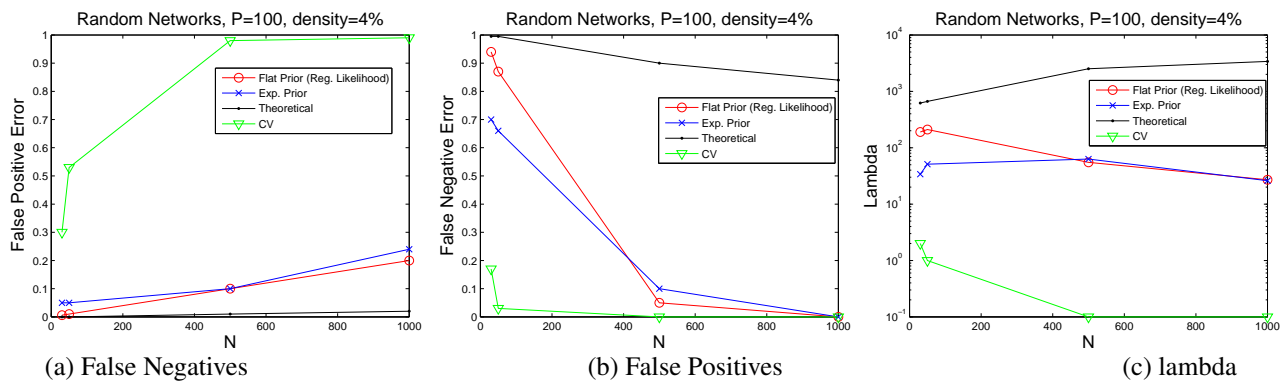 Random Networks, P=100, density=4%
1
0.9
0.8
0.7
0.6
0.5
0.4
0.3
0.2
0.1
0
False Positive Error
Flat Prior (Reg. Likelihood)
Exp. Prior
Theoretical
CV
0 200 400 600 800 1000
N
(a) False Negatives
Random Networks, P=100, density=4%
1
0.9
0.8
0.7
0.6
0.5
0.4
0.3
0.2
0.1
0
False Negative Error
Flat Prior (Reg. Likelihood)
Exp. Prior
Theoretical
CV
0 200 400 600 800 1000
N
(b) False Positives
Random Networks, P=100, density=4%
10^4
10^3
10^2
10^1
10^0
10^-1
Lambda
Flat Prior (Reg. Likelihood)
Exp. Prior
Theoretical
CV
0 200 400 600 800 1000
N
(c) lambda